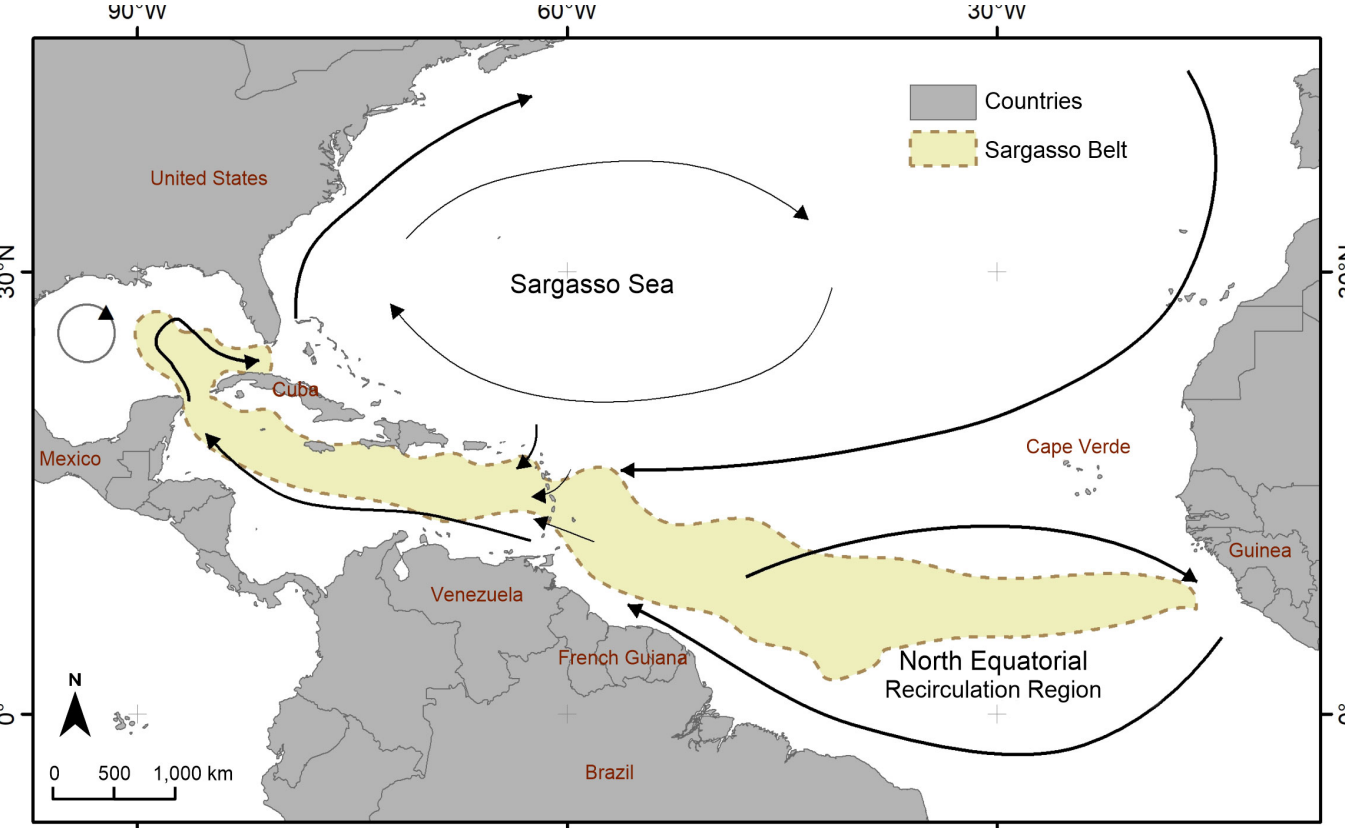 90°W 60°W 30°W
Countries
Sargasso Belt
United States
30°N
Sargasso Sea
Cuba
Mexico
Cape Verde
Guinea
Venezuela
French Guiana
North Equatorial
Recirculation Region
N
0°
0°
Brazil
0 500 1,000 km